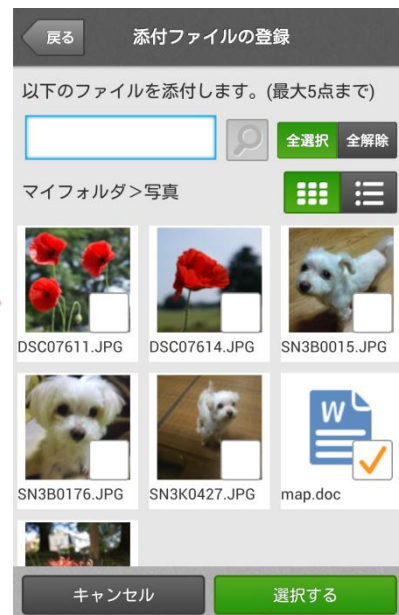 戻る 添付ファイルの登録
以下のファイルを添付します。(最大5点まで)
全選択 全解除
マイフォルダ>写真
DSC07611.JPG DSC07614.JPG SN3B0015.JPG
W
SN3B0176.JPG SN3K0427.JPG map.doc
キャンセル 選択する